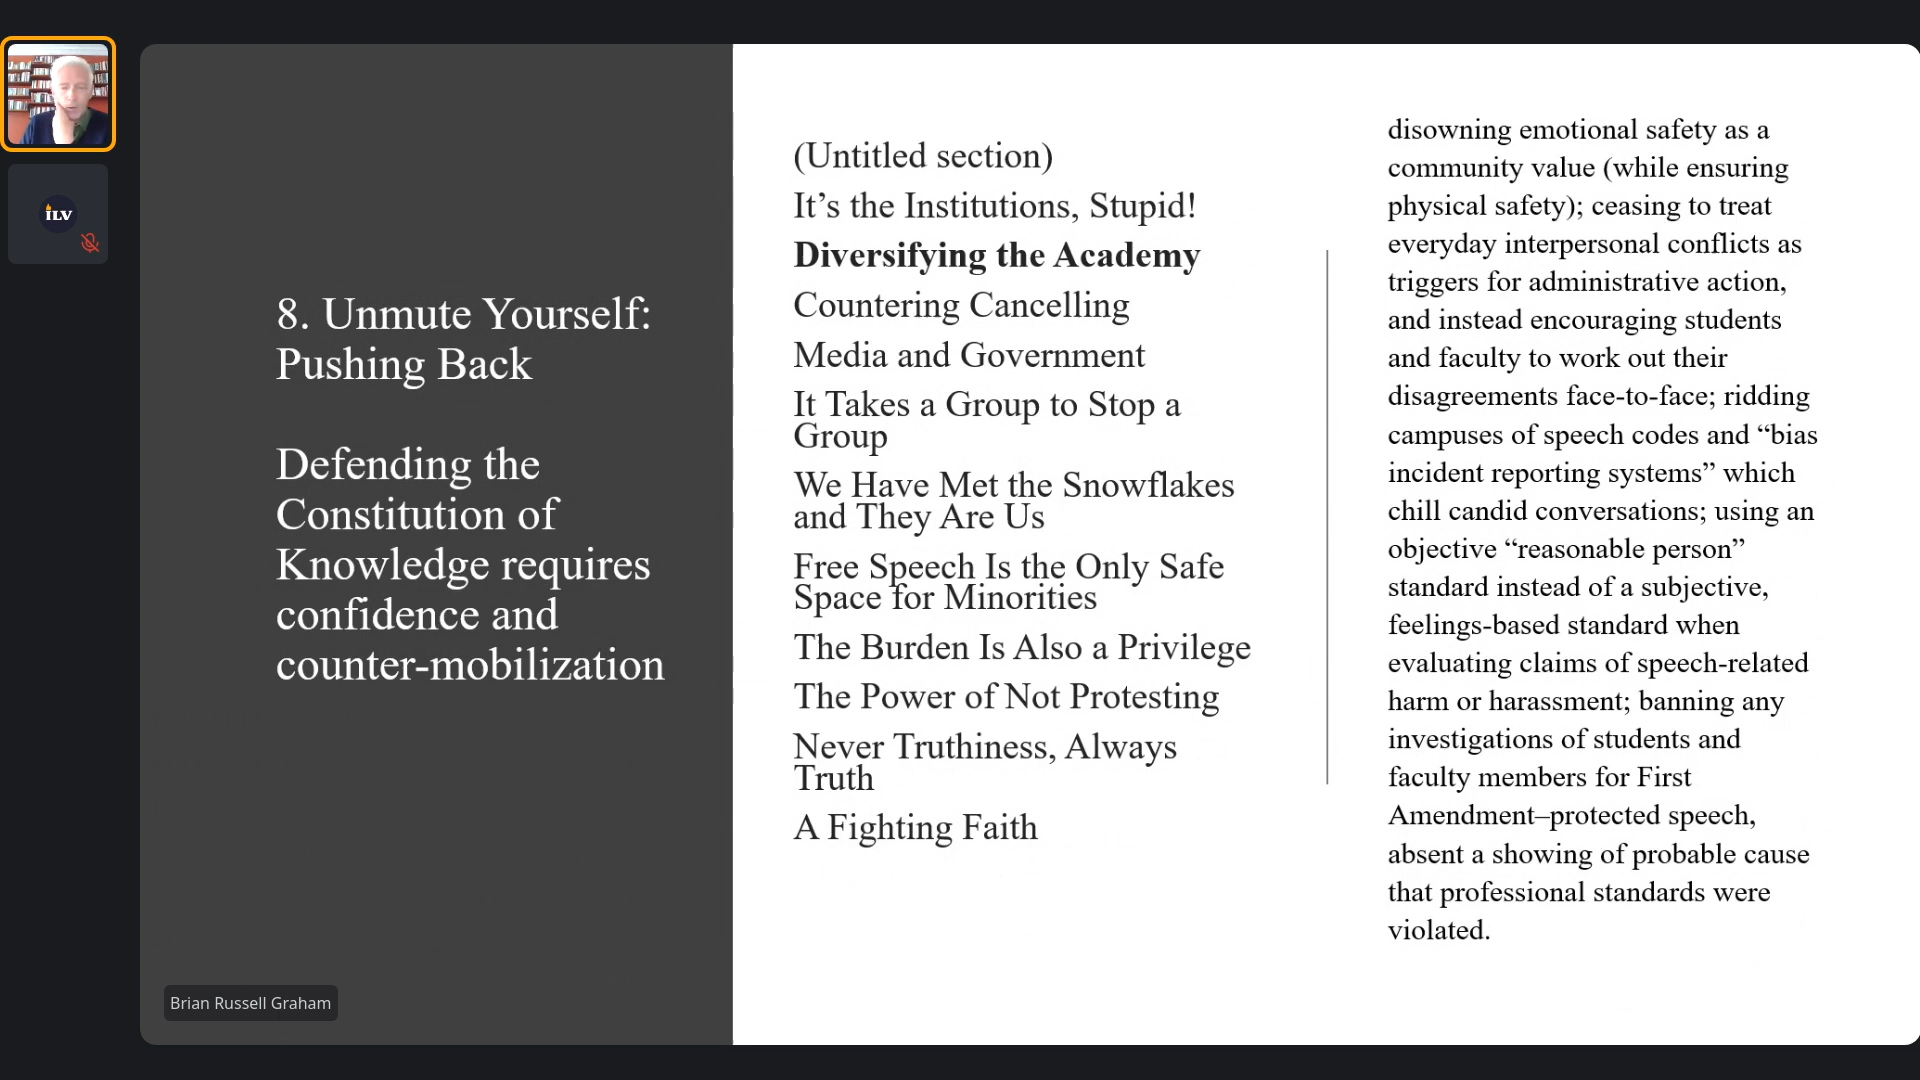 ILV
8. Unmute Yourself:
Pushing Back
Defending the
Constitution of
Knowledge requires
confidence and
counter-mobilization
Brian Russell Graham
(Untitled section)
It’s the Institutions, Stupid!
Diversifying the Academy
Countering Cancelling
Media and Government
It Takes a Group to Stop a
Group
We Have Met the Snowflakes
and They Are Us
Free Speech Is the Only Safe
Space for Minorities
The Burden Is Also a Privilege
The Power of Not Protesting
Never Truthiness, Always
Truth
A Fighting Faith
disowning emotional safety as a
community value (while ensuring
physical safety); ceasing to treat
everyday interpersonal conflicts as
triggers for administrative action,
and instead encouraging students
and faculty to work out their
disagreements face-to-face; ridding
campuses of speech codes and “bias
incident reporting systems” which
chill candid conversations; using an
objective “reasonable person”
standard instead of a subjective,
feelings-based standard when
evaluating claims of speech-related
harm or harassment; banning any
investigations of students and
faculty members for First
Amendment–protected speech,
absent a showing of probable cause
that professional standards were
violated.